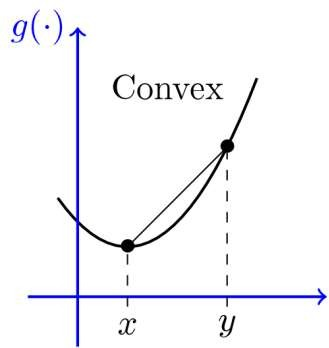 g(·)
Convex
x
y